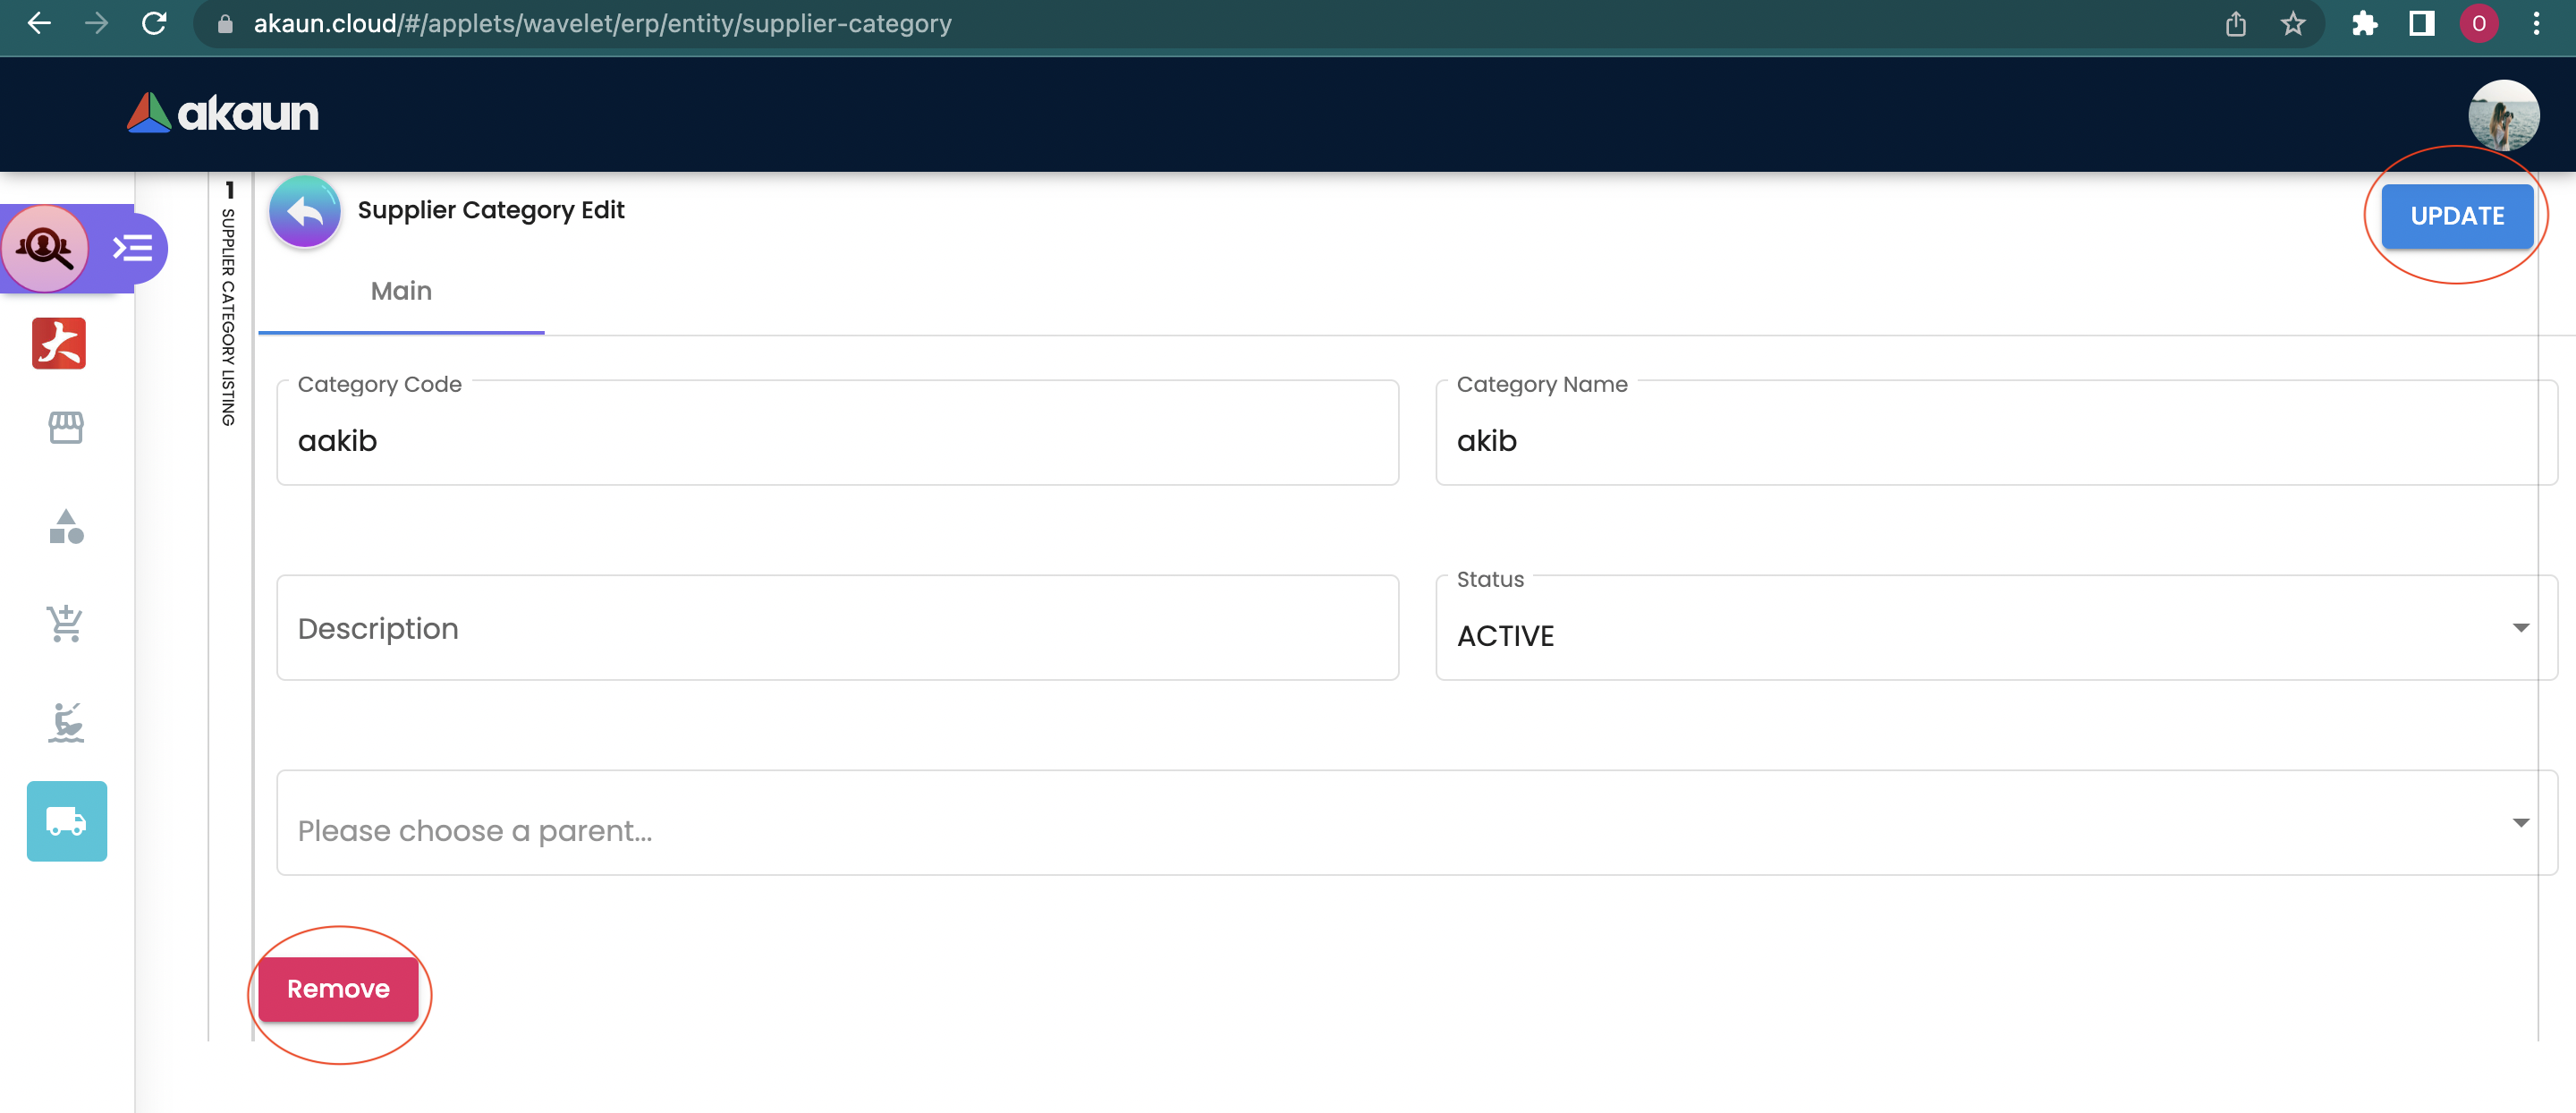 akaun.cloud/#/applets/wavelet/erp/entity/supplier-category
O
akaun
1 SUPPLIER CATEGORY LISTING
Supplier Category Edit
UPDATE
Main
Category Code
aakib
Category Name
akib
Description
Status
ACTIVE
Please choose a parent...
Remove